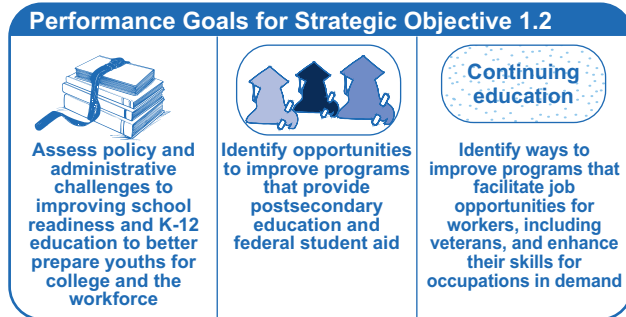 Performance Goals for Strategic Objective 1.2
Assess policy and
administrative
challenges to
improving school
readiness and K-12
education to better
prepare youths for
college and the
workforce
Identify opportunities
to improve programs
that provide
postsecondary
education and
federal student aid
Continuing
education
Identify ways to
improve programs that
facilitate job
opportunities for
workers, including
veterans, and enhance
their skills for
occupations in demand